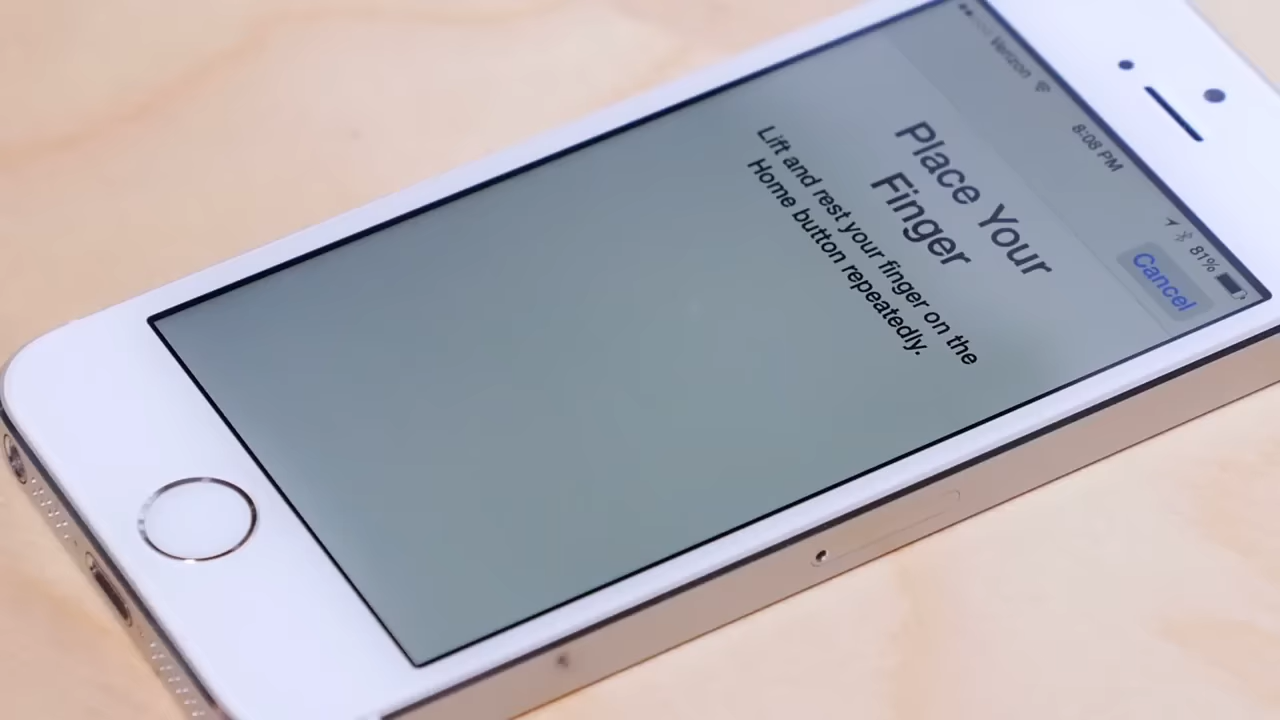 Verizon 8:08 PM 81%
Cancel
Place Your
Finger
Lift and rest your finger on the
Home button repeatedly.